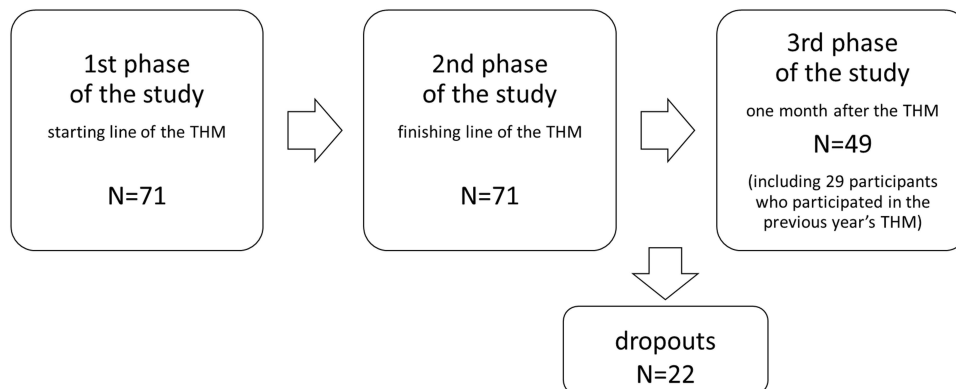 1st phase
of the study
starting line of the THM
N=71
2nd phase
of the study
finishing line of the THM
N=71
3rd phase
of the study
one month after the THM
N=49
(including 29 participants
who participated in the
previous year’s THM)
dropouts
N=22